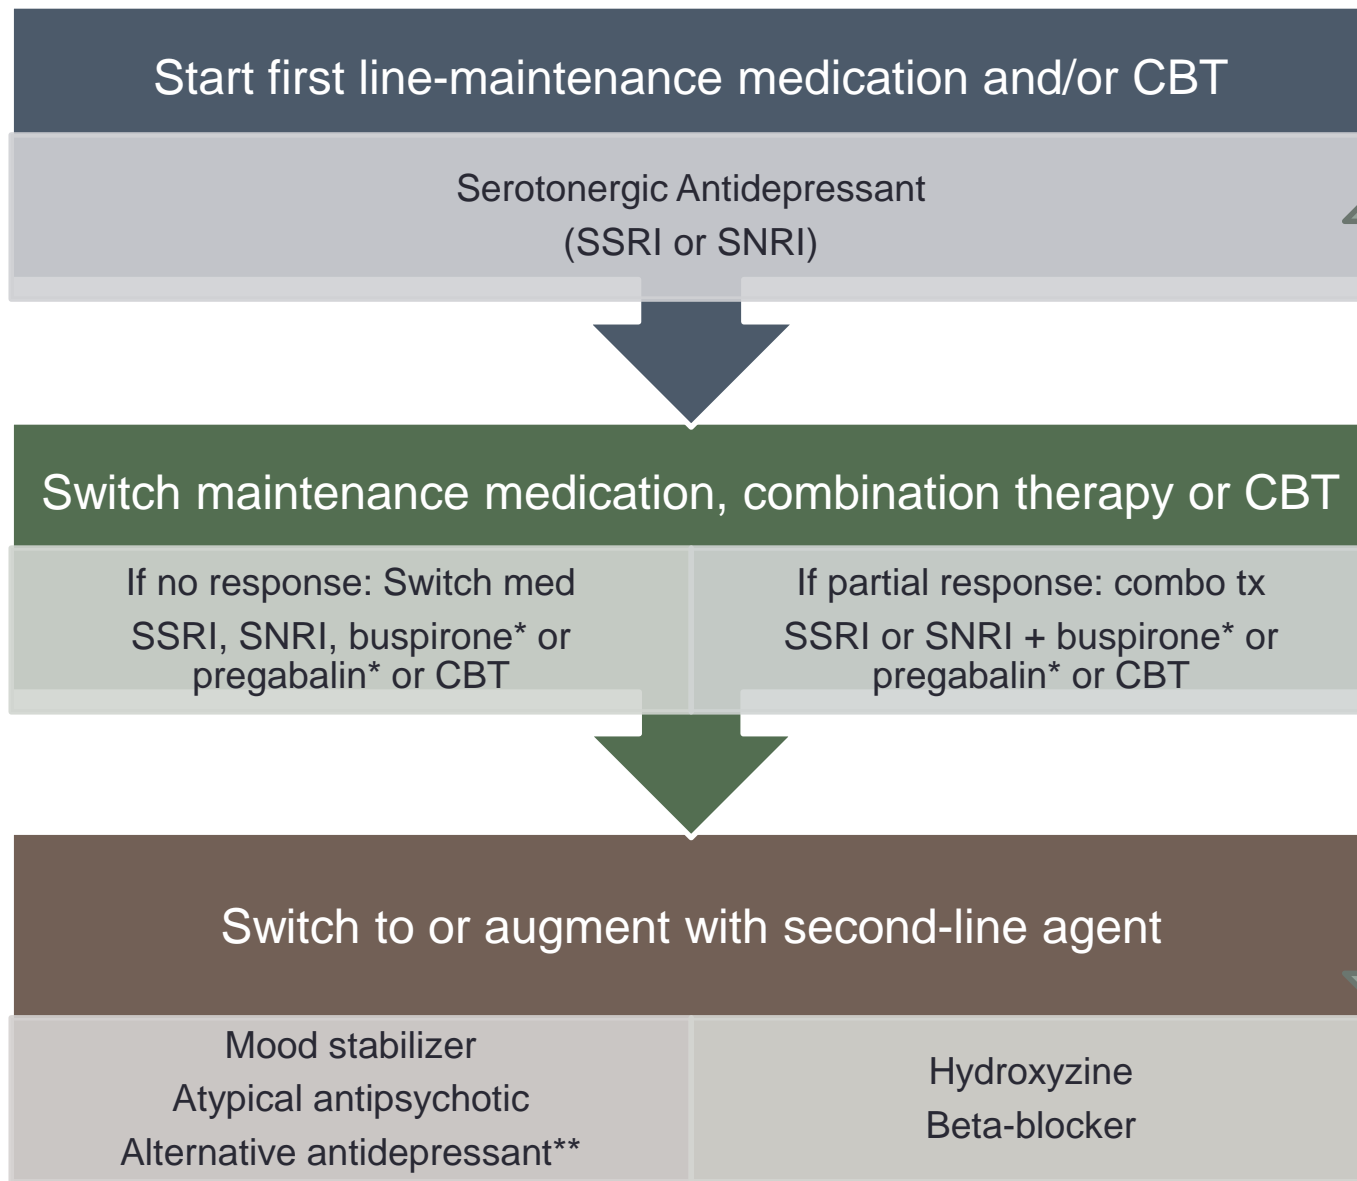 Start first line-maintenance medication and/or CBT
Serotonergic Antidepressant
(SSRI or SNRI)
Switch maintenance medication, combination therapy or CBT
If no response: Switch med
SSRI, SNRI, buspirone* or
pregabalin* or CBT
If partial response: combo tx
SSRI or SNRI + buspirone* or
pregabalin* or CBT
Switch to or augment with second-line agent
Mood stabilizer
Atypical antipsychotic
Alternative antidepressant**
Hydroxyzine
Beta-blocker